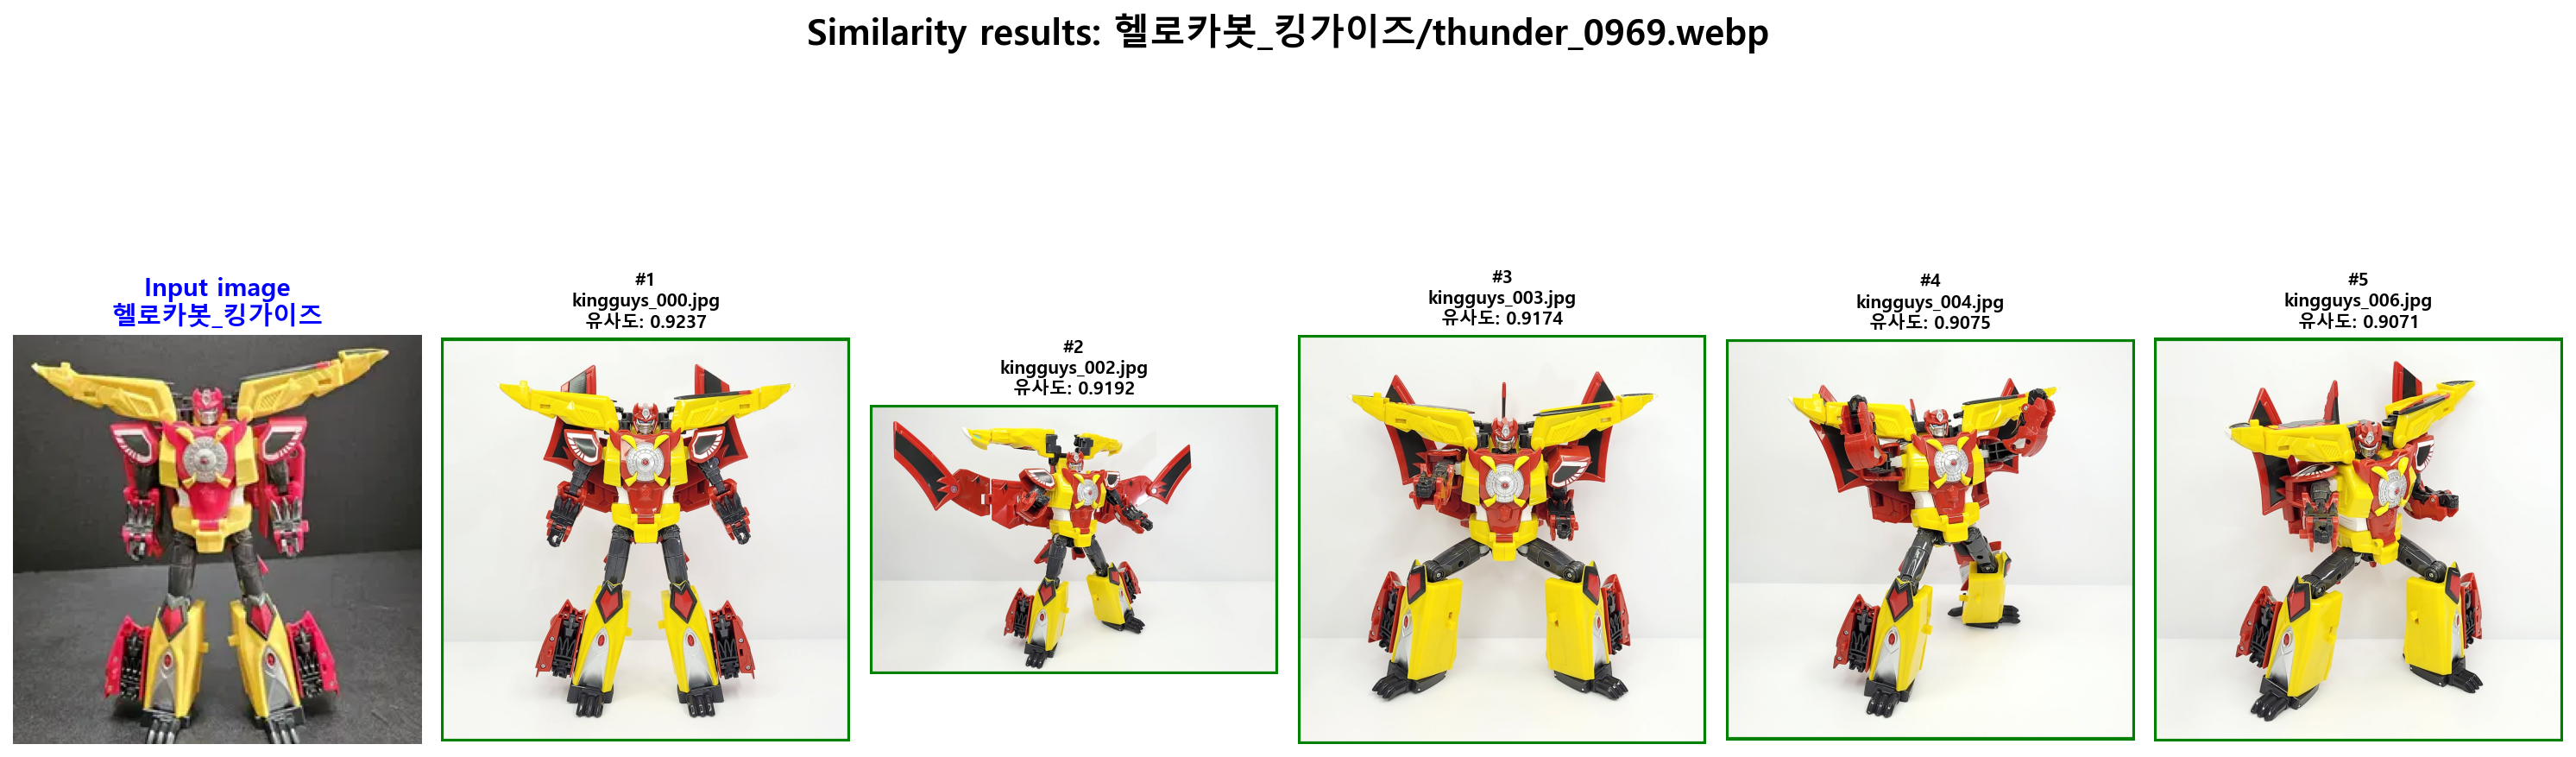 Similarity results: 헬로카봇_킹가이즈/thunder_0969.webp
Input image
헬로카봇_킹가이즈
#1
kingguys_000.jpg
유사도: 0.9237
#2
kingguys_002.jpg
유사도: 0.9192
#3
kingguys_003.jpg
유사도: 0.9174
#4
kingguys_004.jpg
유사도: 0.9075
#5
kingguys_006.jpg
유사도: 0.9071